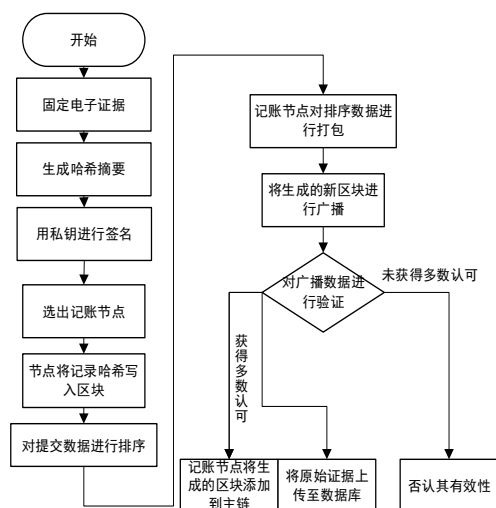 开始
固定电子证据
生成哈希摘要
用私钥进行签名
选出记账节点
节点将记录哈希写
入区块
对提交数据进行排序
记账节点对排序数据进
行打包
将生成的新区块进
行广播
对广播数据进
行验证
未获得多数认可
获得多数认可
记账节点将生
成的区块添加
到主链
将原始证据上
传至数据库
否认其有效性